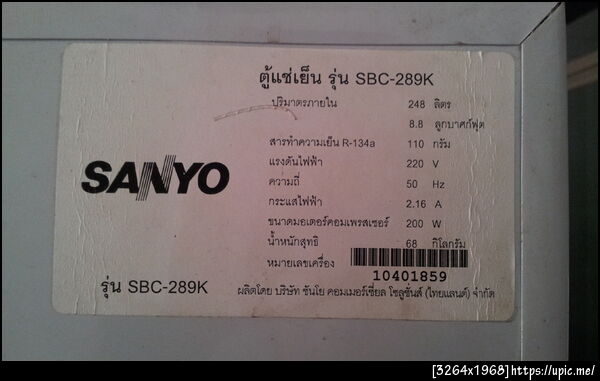 ตู้แช่เย็น รุ่น SBC-289K
ปริมาตรภายใน 248 ลิตร
8.8 ลูกบาศก์ฟุต
สารทำความเย็น R-134a 110 กรัม
แรงดันไฟฟ้า 220 V
ความถี่ 50 Hz
กระแสไฟฟ้า 2.16 A
ขนาดมอเตอร์คอมเพรสเซอร์ 200 W
น้ำหนักสุทธิ 68 กิโลกรัม
หมายเลขเครื่อง
10401859
SANYO
รุ่น SBC-289K
ผลิตโดย บริษัท ซันโย คอมเมอร์เชี่ยล โซลูชั่นส์ (ไทยแลนด์) จำกัด
[3264x1968]https://upic.me/